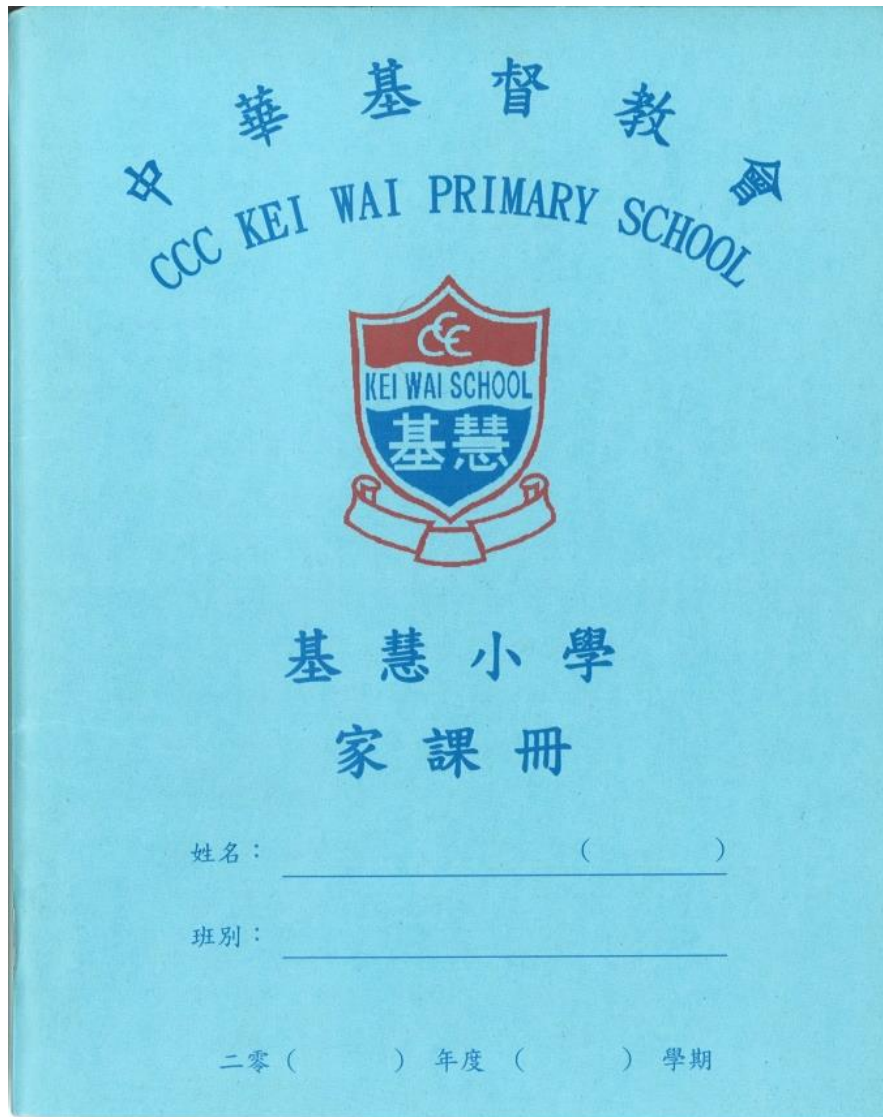 中華基督教會
CCC KEI WAI PRIMARY SCHOOL
CCC
KEI WAI SCHOOL
基慧
基慧小學
家課冊
姓名： （ ）
班別：
二零（ ）年度（ ）學期